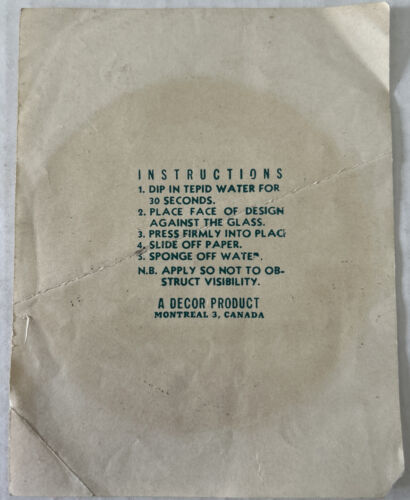 INSTRUCTIONS
1. DIP IN TEPID WATER FOR
30 SECONDS.
2. PLACE FACE OF DESIGN
AGAINST THE GLASS.
3. PRESS FIRMLY INTO PLAC
4. SLIDE OFF PAPER.
5. SPONGE OFF WATER.
N.B. APPLY SO NOT TO OB-
STRUCT VISIBILITY.
A DECOR PRODUCT
MONTREAL 3, CANADA